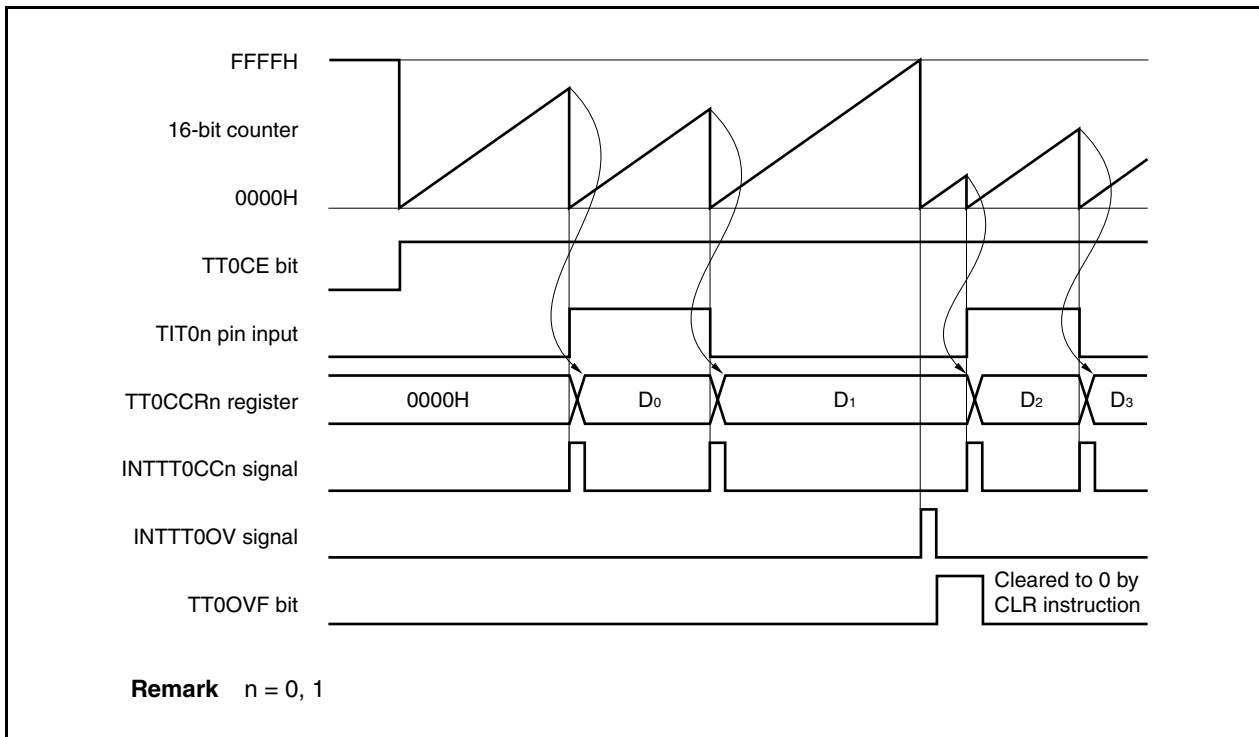 FFFFH
16-bit counter
0000H
TT0CE bit
TIT0n pin input
TT0CCRn register
0000H
D0
D1
D2
D3
INTTT0CCn signal
INTTT0OV signal
TT0OVF bit
Cleared to 0 by
CLR instruction
Remark n = 0, 1